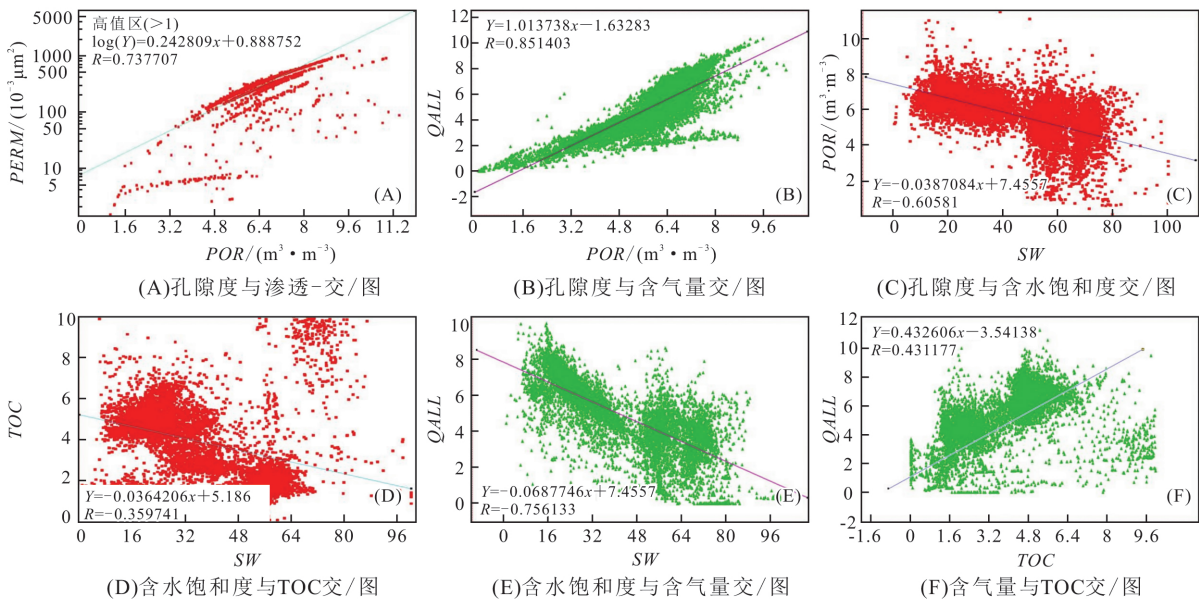 5000
1000
500
100
50
10
5
PERM/(10⁻³ μm²)
高值区(>1)
log(Y)=0.242809x+0.888752
R=0.737707
(A)
0 1.6 3.2 4.8 6.4 8 9.6 11.2
POR/(m³·m⁻³)
(A)孔隙度与渗透-交/图
12
10
8
6
4
2
0
-2
QALL
Y=1.013738x-1.63283
R=0.851403
(B)
0 1.6 3.2 4.8 6.4 8 9.6
POR/(m³·m⁻³)
(B)孔隙度与含气量交/图
10
8
6
4
2
POR/(m³·m⁻³)
Y=-0.0387084x+7.4557
R=-0.60581
(C)
0 20 40 60 80 100
SW
(C)孔隙度与含水饱和度交/图
10
8
6
4
2
0
TOC
Y=-0.0364206x+5.186
R=-0.359741
(D)
0 16 32 48 64 80 96
SW
(D)含水饱和度与TOC交/图
10
8
6
4
2
0
QALL
Y=-0.0687746x+7.4557
R=-0.756133
(E)
0 16 32 48 64 80 96
SW
(E)含水饱和度与含气量交/图
12
10
8
6
4
2
0
-2
QALL
Y=0.432606x-3.54138
R=0.431177
(F)
-1.6 0 1.6 3.2 4.8 6.4 8 9.6
TOC
(F)含气量与TOC交/图